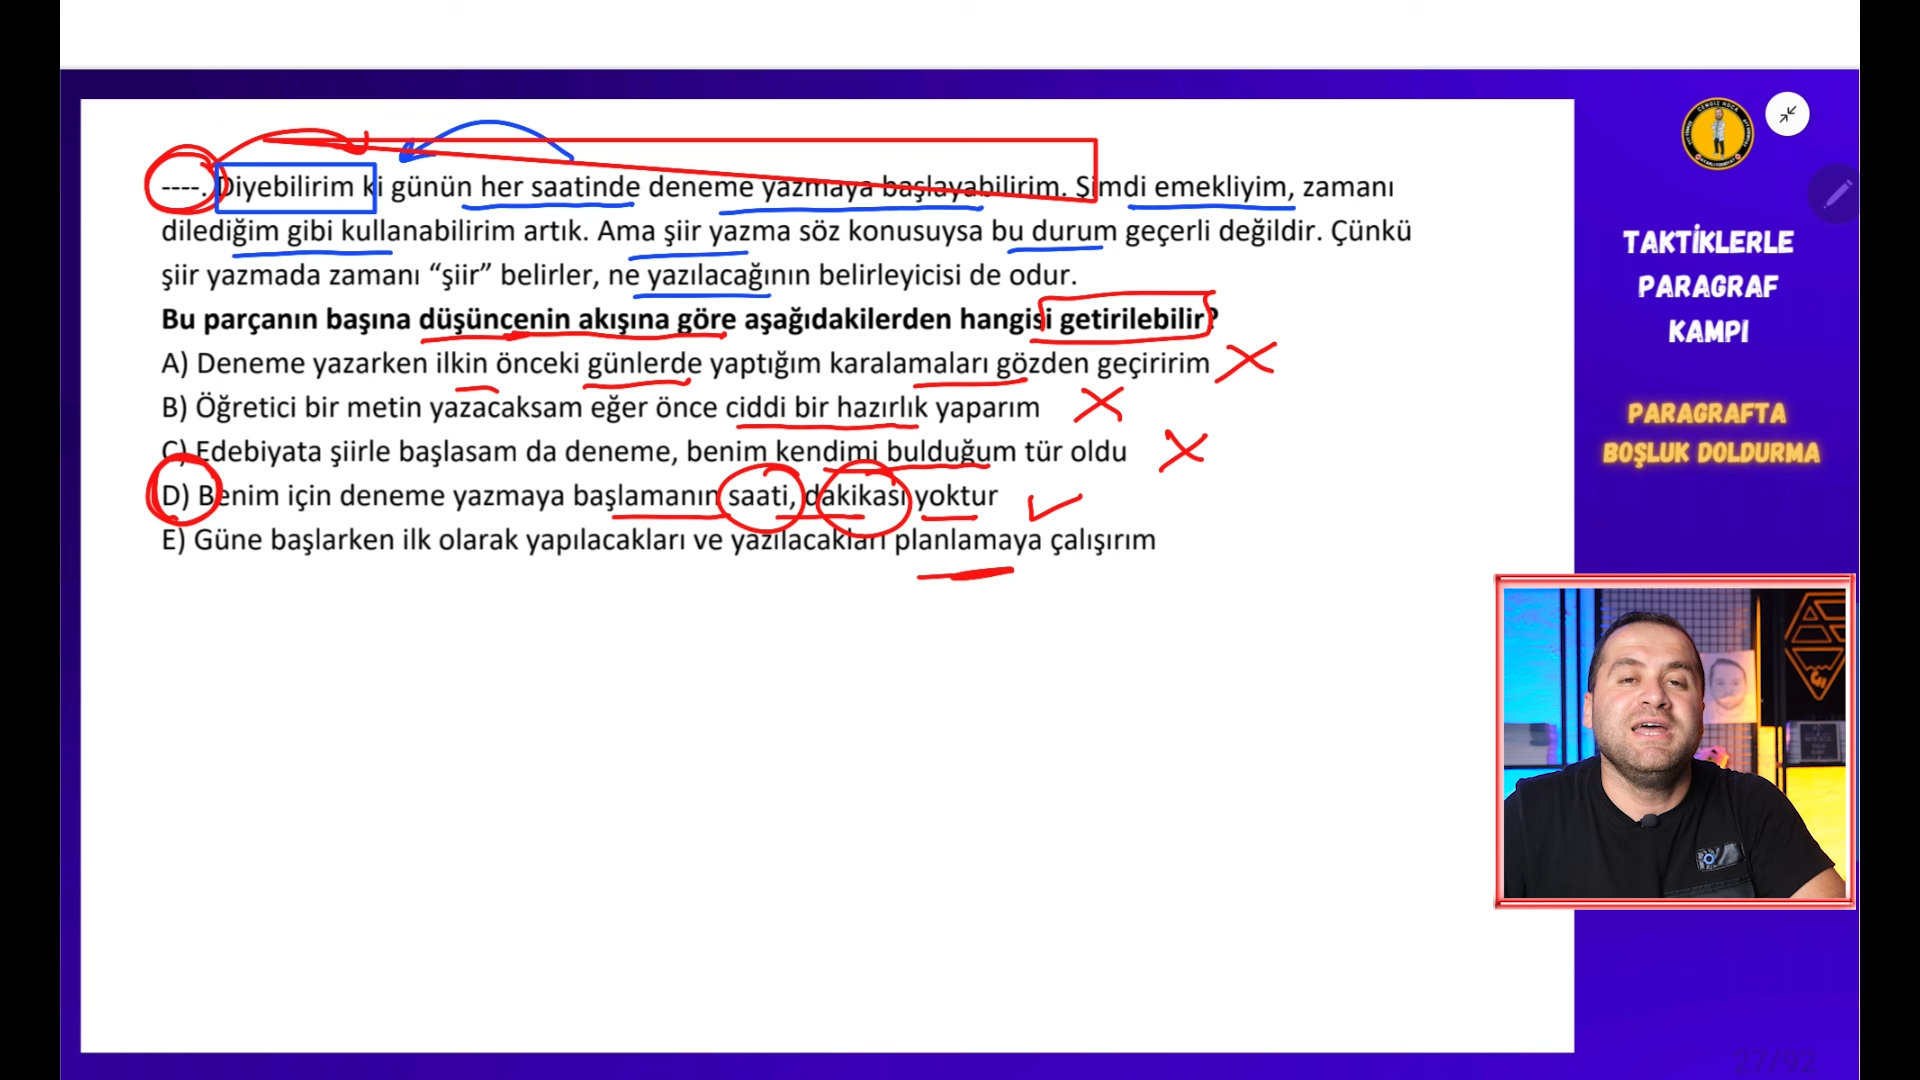 ----. Diyebilirim ki günün her saatinde deneme yazmaya başlayabilirim. Şimdi emekliyim, zamanı
dilediğim gibi kullanabilirim artık. Ama şiir yazma söz konusuysa bu durum geçerli değildir. Çünkü
şiir yazmada zamanı “şiir” belirler, ne yazılacağının belirleyicisi de odur.
Bu parçanın başına düşüncenin akışına göre aşağıdakilerden hangisi getirilebilir?
A) Deneme yazarken ilkin önceki günlerde yaptığım karalamaları gözden geçiririm
B) Öğretici bir metin yazacaksam eğer önce ciddi bir hazırlık yaparım
C) Edebiyata şiirle başlasam da deneme, benim kendimi bulduğum tür oldu
D) Benim için deneme yazmaya başlamanın saati, dakikası yoktur
E) Güne başlarken ilk olarak yapılacakları ve yazılacakları planlamaya çalışırım
CENGİZ HOCA
TAKTİKLERLE
PARAGRAF
KAMPI
PARAGRAFTA
BOŞLUK DOLDURMA
27/92